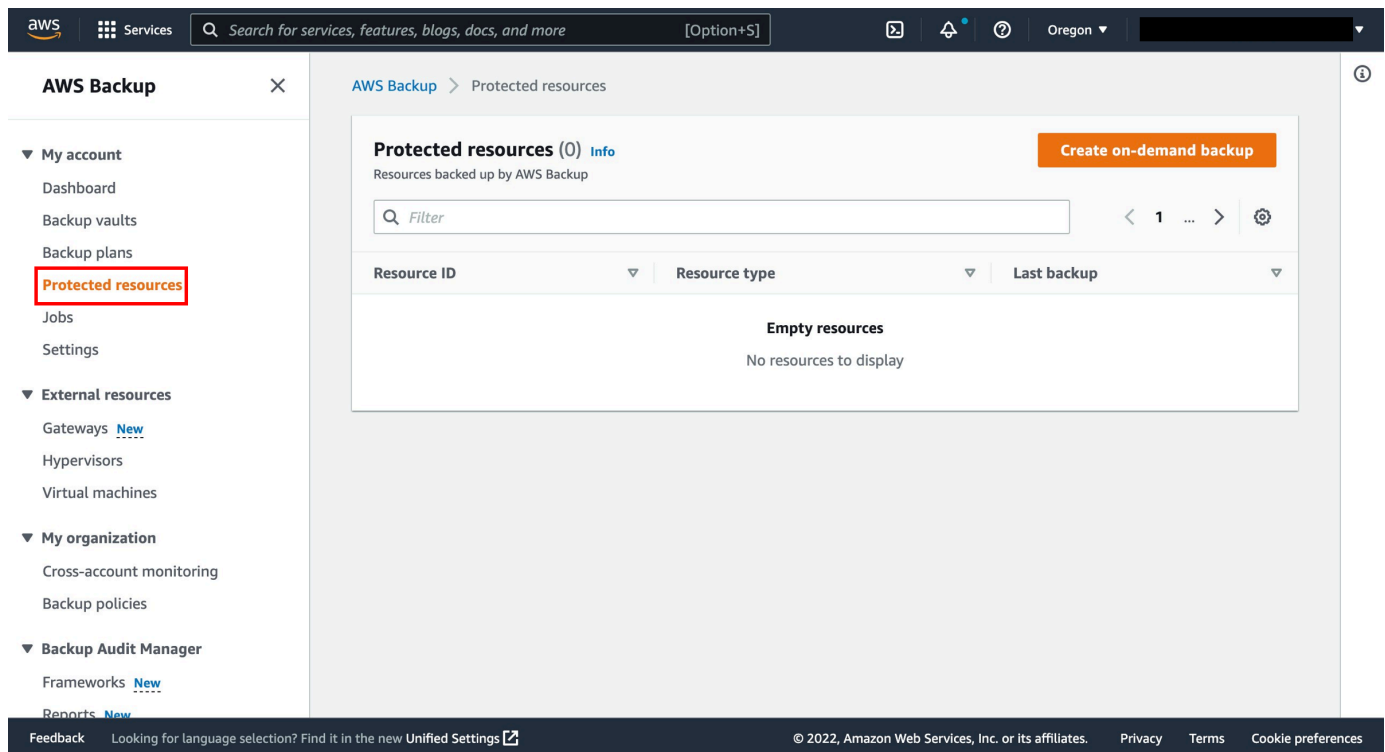 aws
Services
Search for services, features, blogs, docs, and more
[Option+S]
Oregon
AWS Backup
My account
Dashboard
Backup vaults
Backup plans
Protected resources
Jobs
Settings
External resources
Gateways New
Hypervisors
Virtual machines
My organization
Cross-account monitoring
Backup policies
Backup Audit Manager
Frameworks New
Reports New
AWS Backup > Protected resources
Protected resources (0) Info
Resources backed up by AWS Backup
Create on-demand backup
Filter
1 ...
Resource ID
Resource type
Last backup
Empty resources
No resources to display
Feedback
Looking for language selection? Find it in the new Unified Settings
© 2022, Amazon Web Services, Inc. or its affiliates.
Privacy
Terms
Cookie preferences